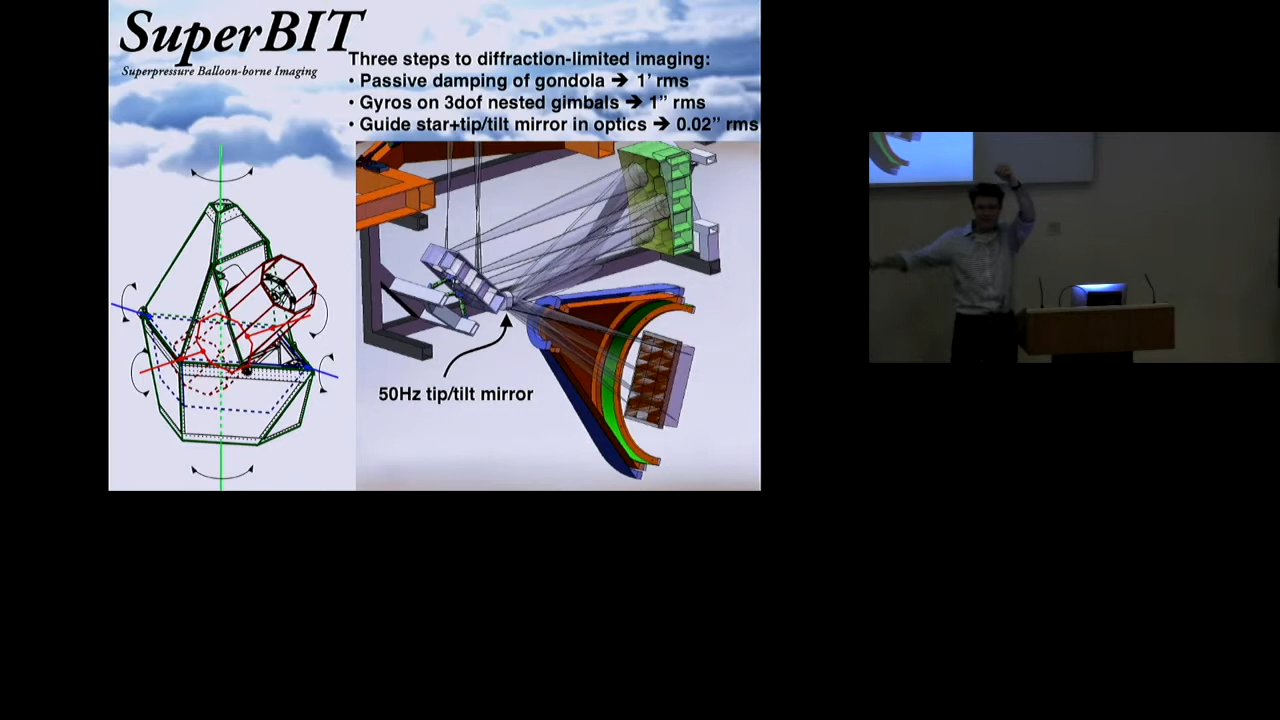 SuperBIT
Superpressure Balloon-borne Imaging
Three steps to diffraction-limited imaging:
• Passive damping of gondola ➔ 1’ rms
• Gyros on 3dof nested gimbals ➔ 1” rms
• Guide star+tip/tilt mirror in optics ➔ 0.02” rms
50Hz tip/tilt mirror